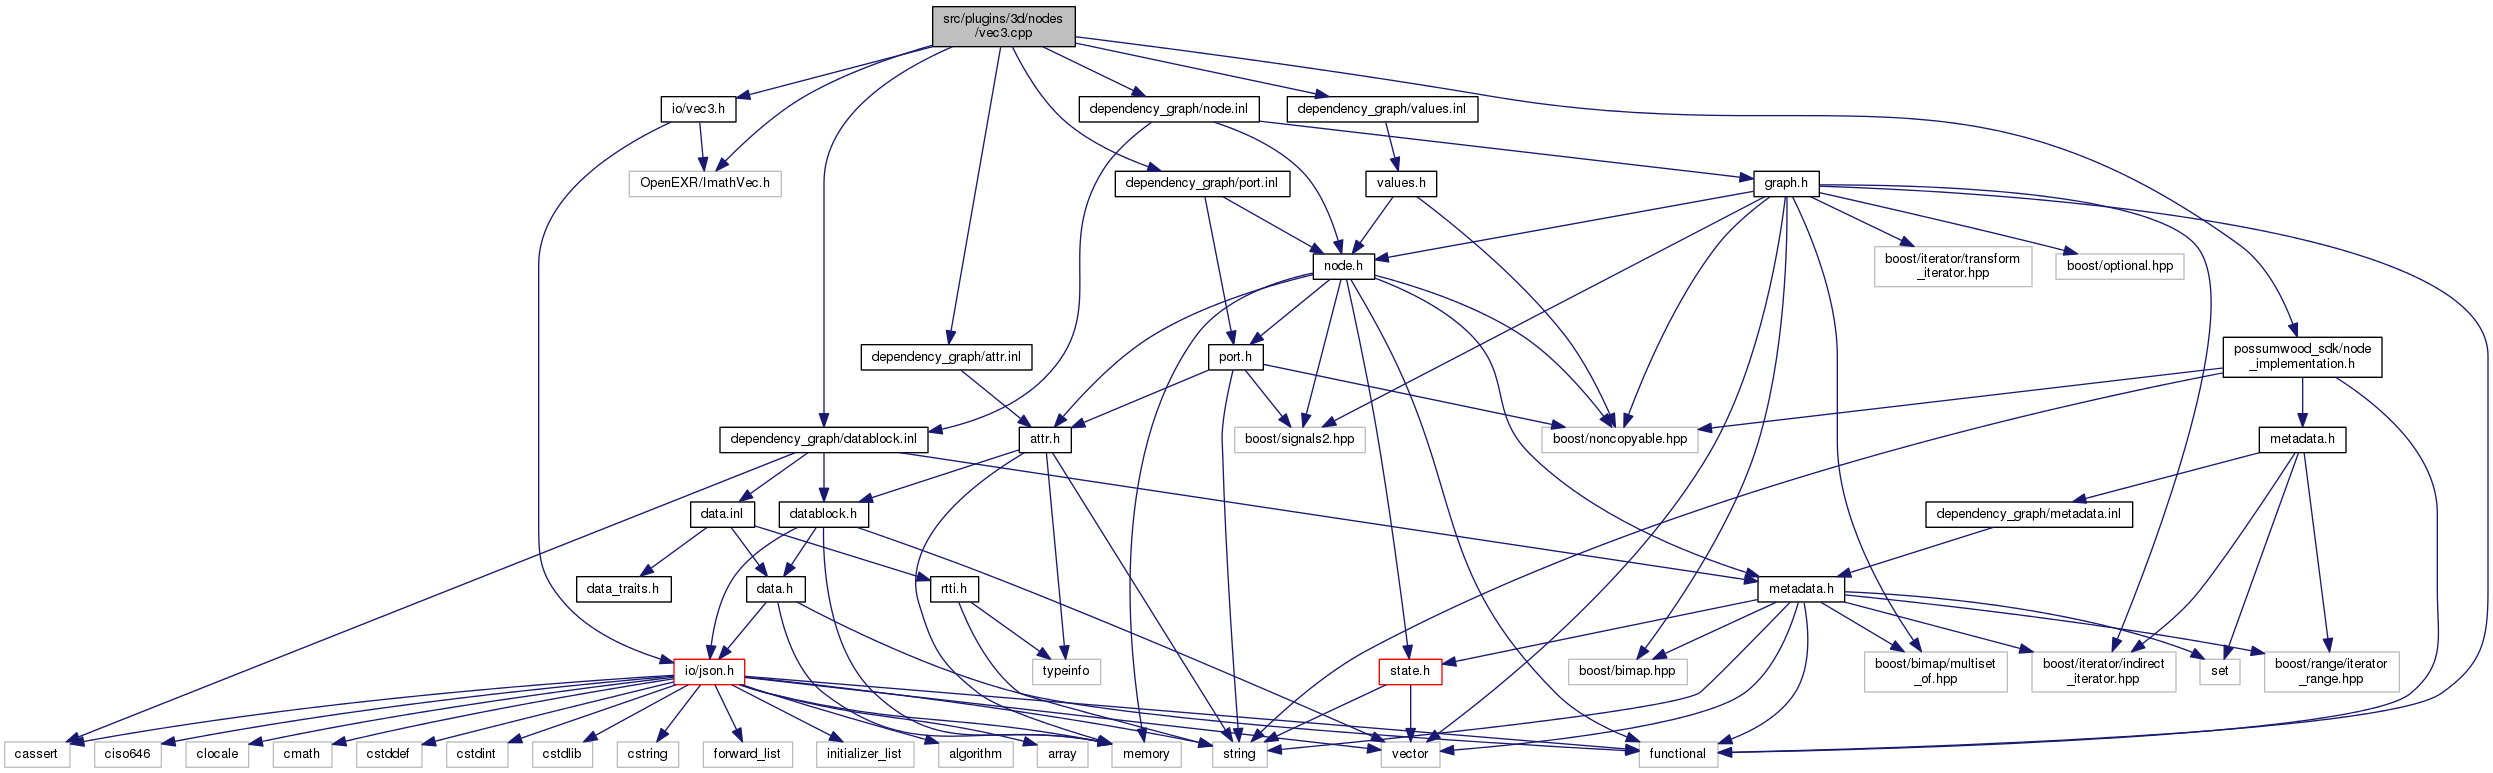 src/plugins/3d/nodes
/vec3.cpp
io/vec3.h
dependency_graph/node.inl
dependency_graph/values.inl
OpenEXR/ImathVec.h
dependency_graph/port.inl
values.h
graph.h
node.h
boost/iterator/transform
_iterator.hpp
boost/optional.hpp
dependency_graph/attr.inl
port.h
possumwood_sdk/node
_implementation.h
dependency_graph/datablock.inl
attr.h
boost/signals2.hpp
boost/noncopyable.hpp
metadata.h
data.inl
datablock.h
dependency_graph/metadata.inl
data_traits.h
data.h
rtti.h
metadata.h
io/json.h
typeinfo
state.h
boost/bimap.hpp
boost/bimap/multiset
_of.hpp
boost/iterator/indirect
_iterator.hpp
set
boost/range/iterator
_range.hpp
cassert
ciso646
clocale
cmath
cstddef
cstdint
cstdlib
cstring
forward_list
initializer_list
algorithm
array
memory
string
vector
functional